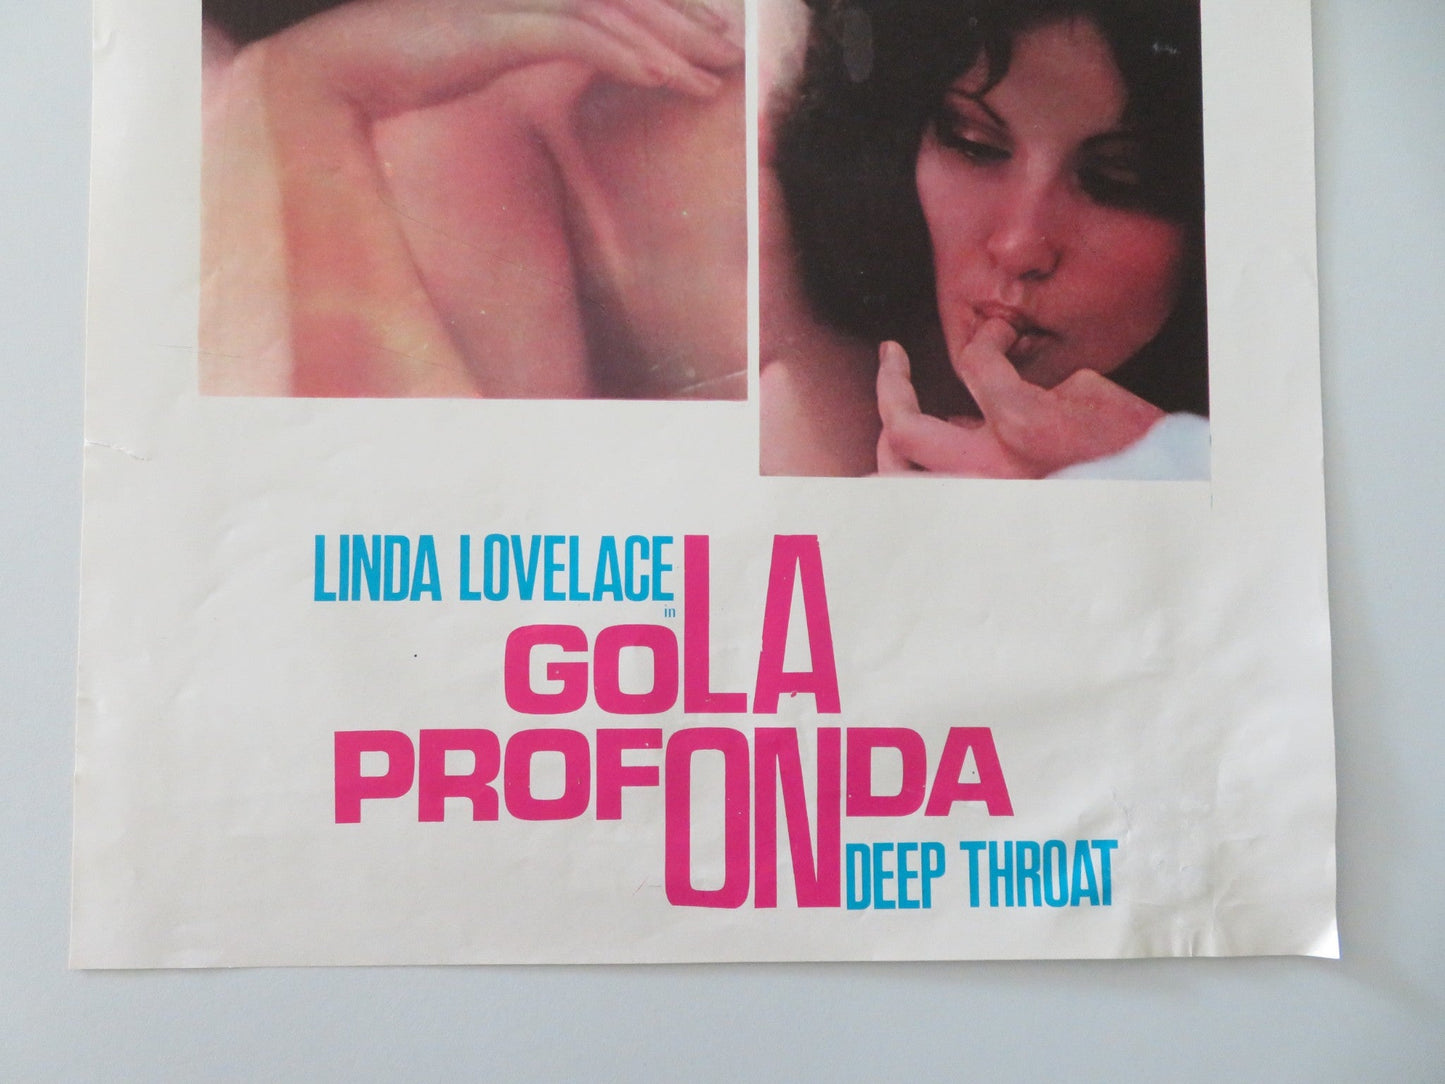 LINDA LOVELACE
in
GOLA
PROFONDA
DEEP THROAT